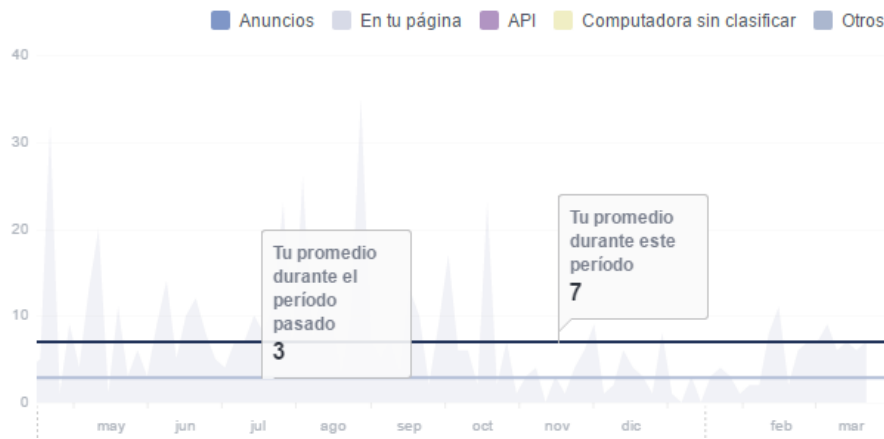 Anuncios En tu página API Computadora sin clasificar Otros
40
30
20
10
0
Tu promedio
durante el
período
pasado
3
Tu promedio
durante este
período
7
may jun jul ago sep oct nov dic feb mar